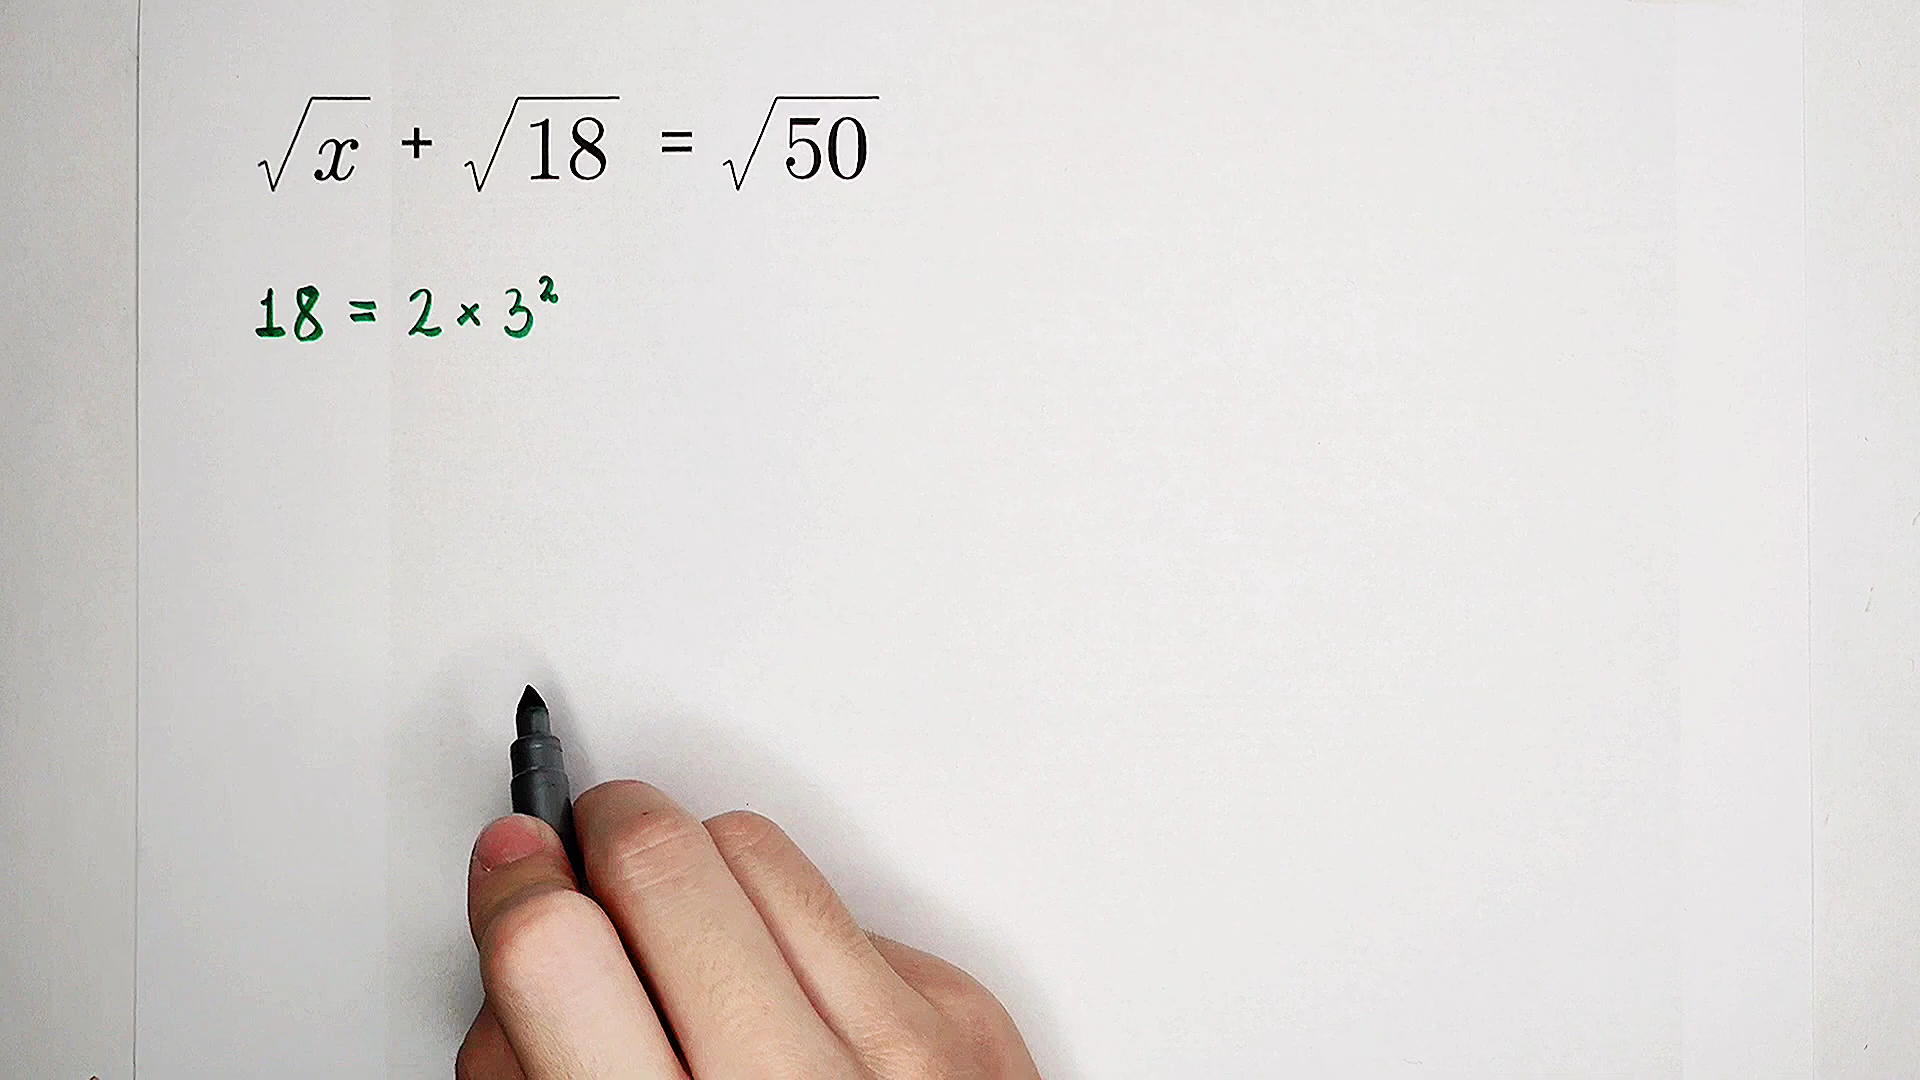 √x + √18 = √50
18 = 2 × 3²